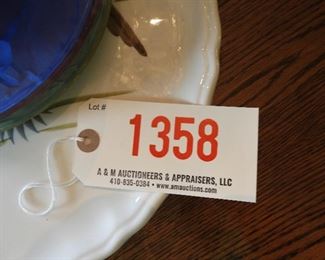 Lot #
1358
A & M AUCTIONEERS & APPRAISERS, LLC
410-835-0384 • www.amauctions.com